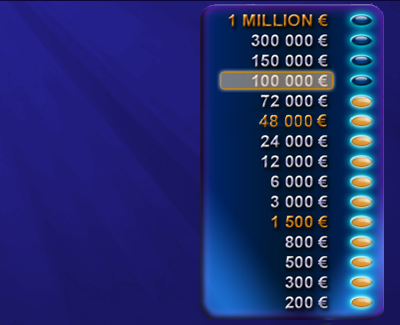 1 MILLION €
300 000 €
150 000 €
100 000 €
72 000 €
48 000 €
24 000 €
12 000 €
6 000 €
3 000 €
1 500 €
800 €
500 €
300 €
200 €